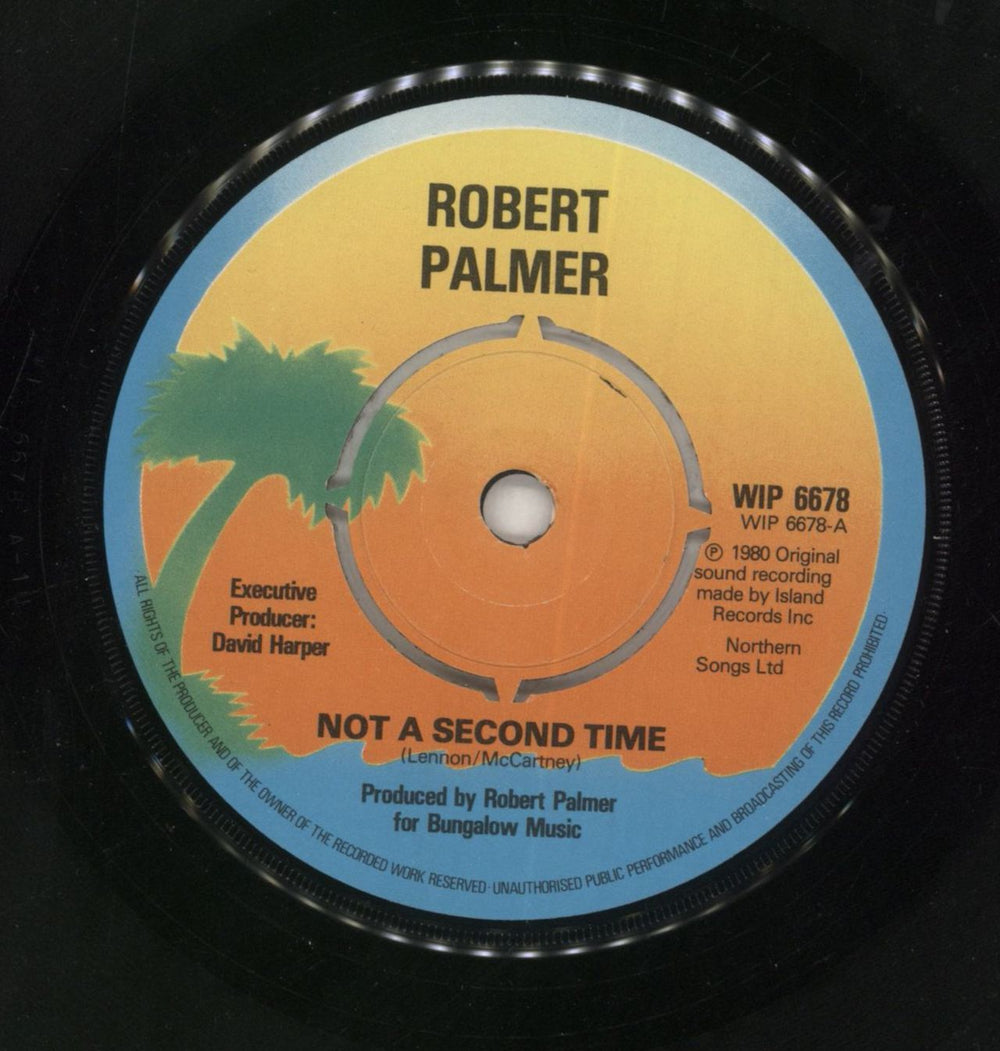 ROBERT
PALMER
WIP 6678
WIP 6678-A
Ⓟ 1980 Original
sound recording
made by Island
Records Inc
Northern
Songs Ltd
Executive
Producer:
David Harper
NOT A SECOND TIME
(Lennon/McCartney)
Produced by Robert Palmer
for Bungalow Music
ALL RIGHTS OF THE PRODUCER AND OF THE OWNER OF THE RECORDED WORK RESERVED · UNAUTHORISED PUBLIC PERFORMANCE AND BROADCASTING OF THIS RECORD PROHIBITED ·